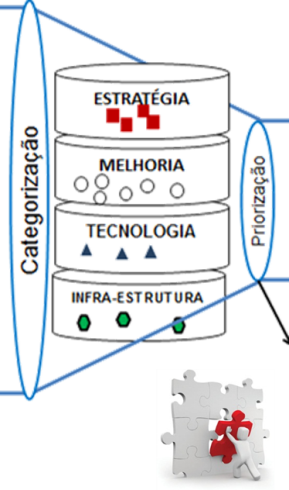 Categorização
ESTRATÉGIA
MELHORIA
TECNOLOGIA
INFRA-ESTRUTURA
Priorização